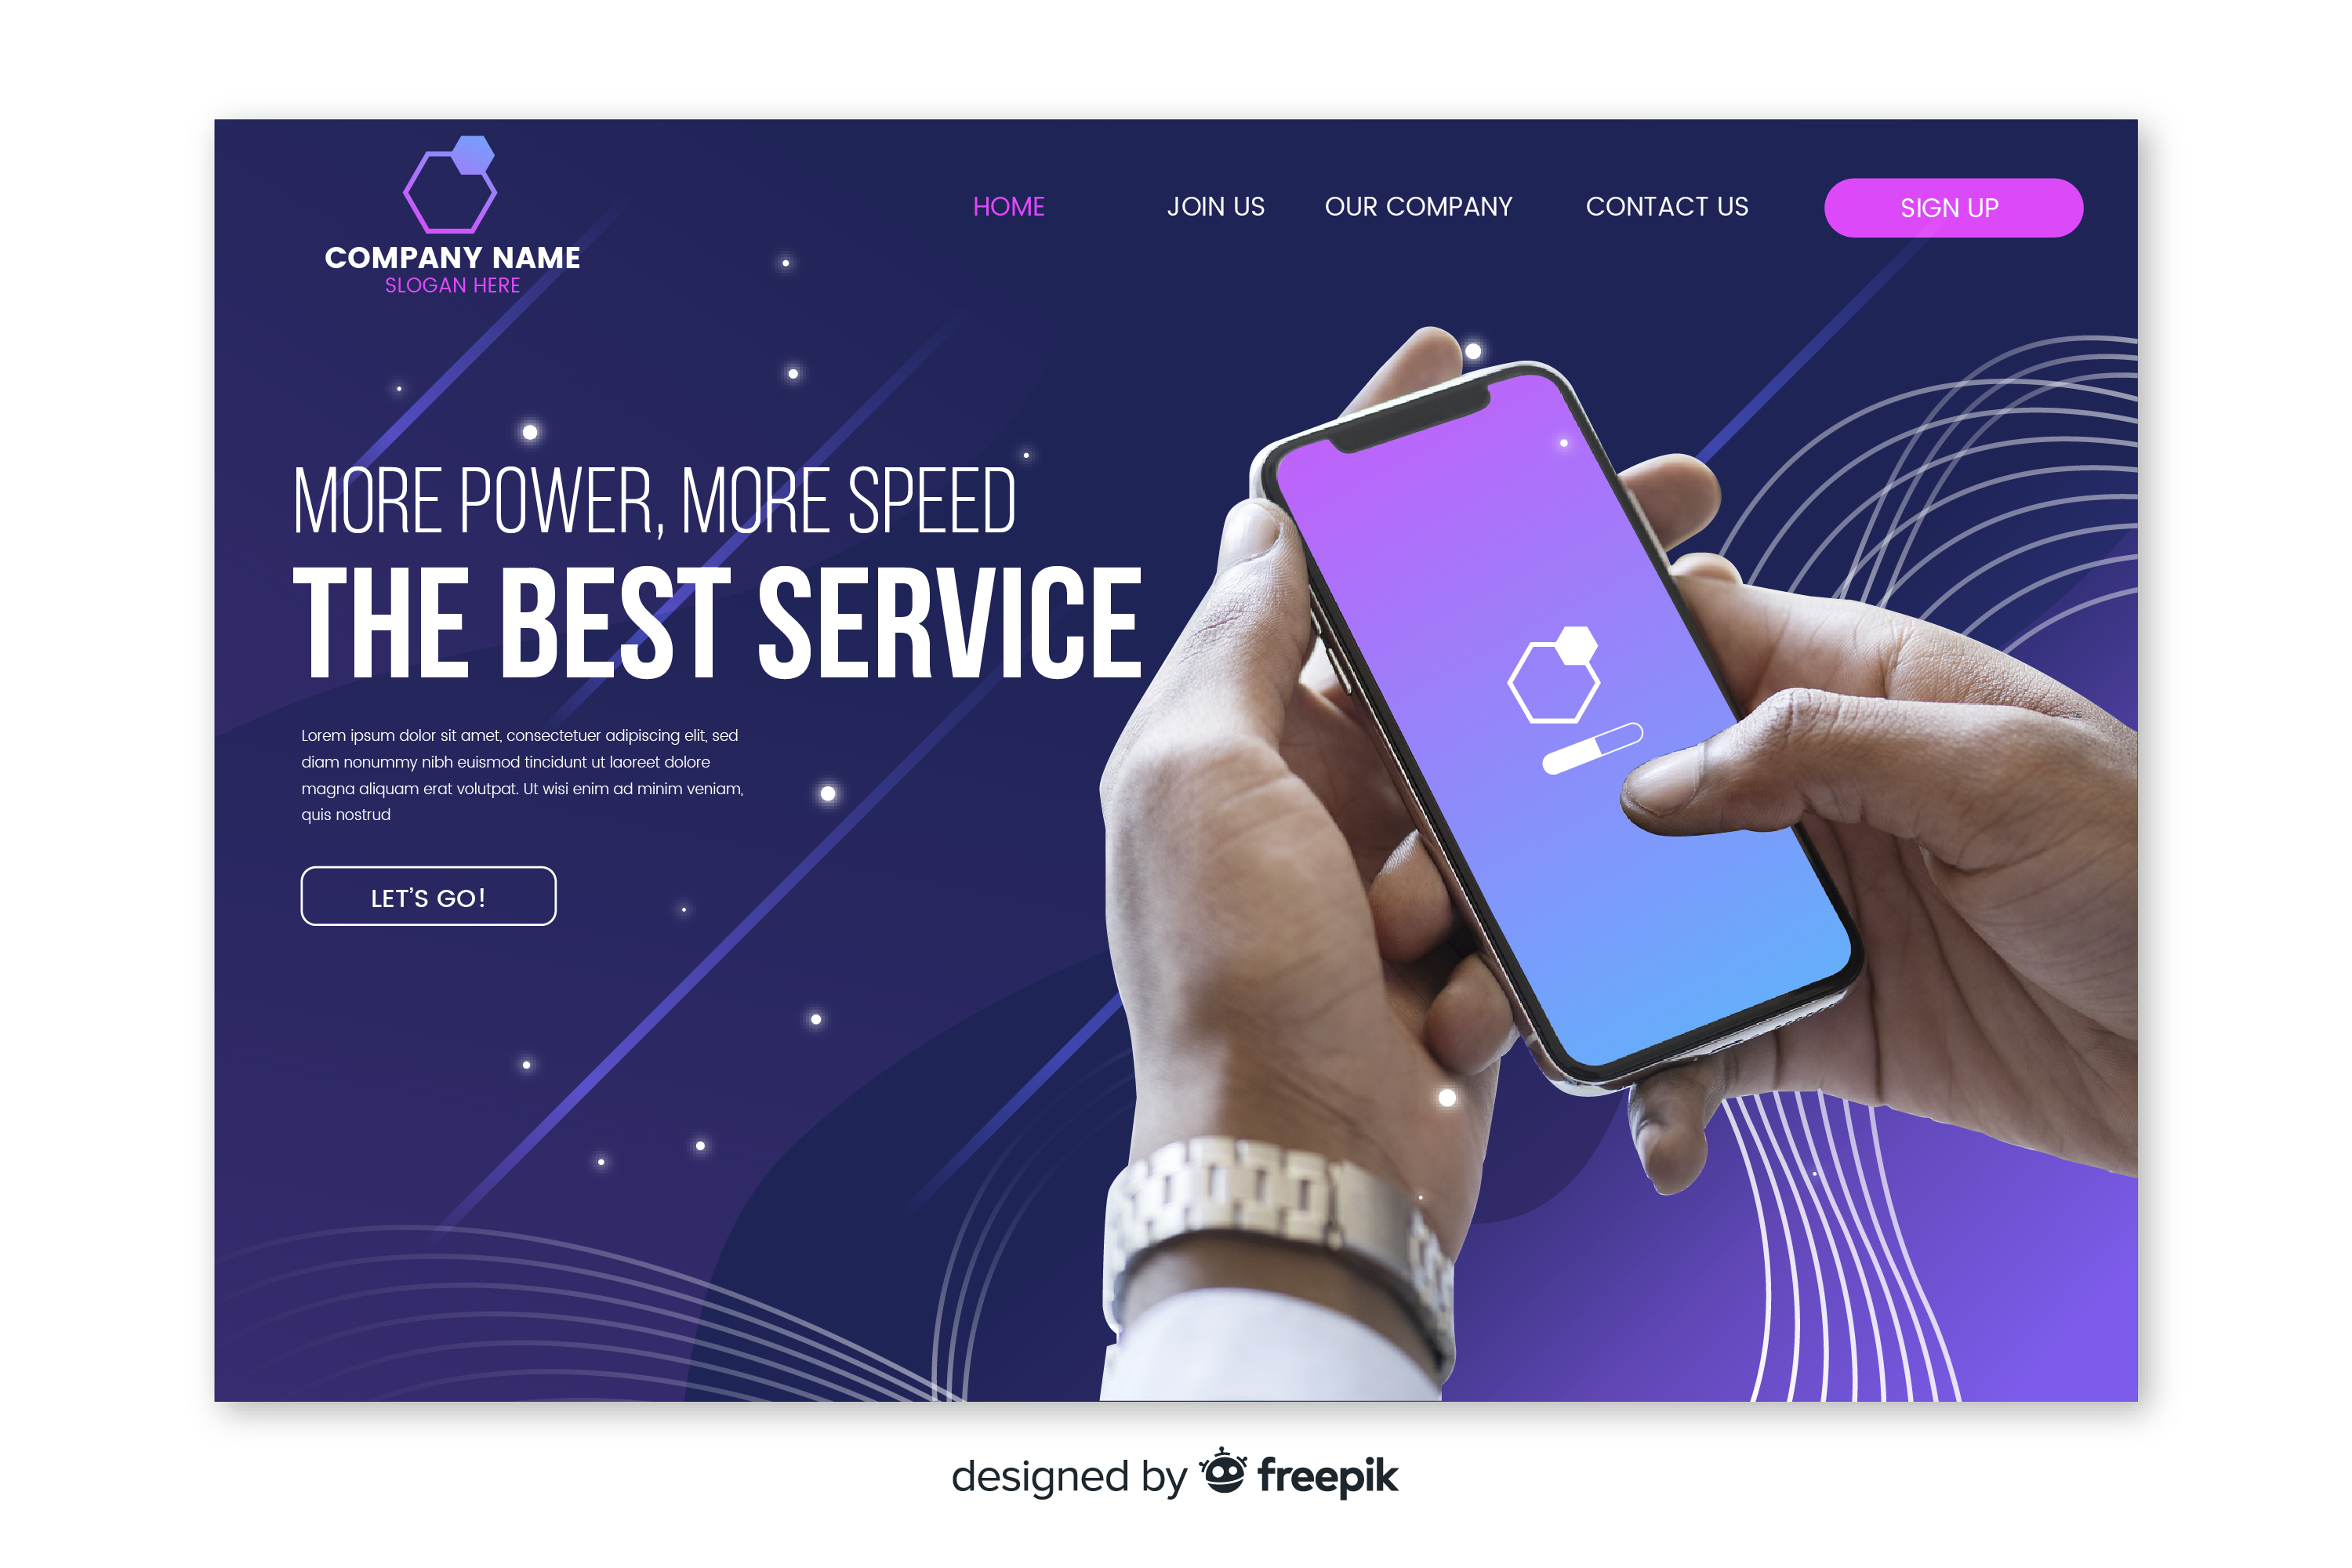 COMPANY NAME
SLOGAN HERE
HOME
JOIN US
OUR COMPANY
CONTACT US
SIGN UP
MORE POWER, MORE SPEED
THE BEST SERVICE
Lorem ipsum dolor sit amet, consectetuer adipiscing elit, sed
diam nonummy nibh euismod tincidunt ut laoreet dolore
magna aliquam erat volutpat. Ut wisi enim ad minim veniam,
quis nostrud
LET'S GO!
designed by freepik